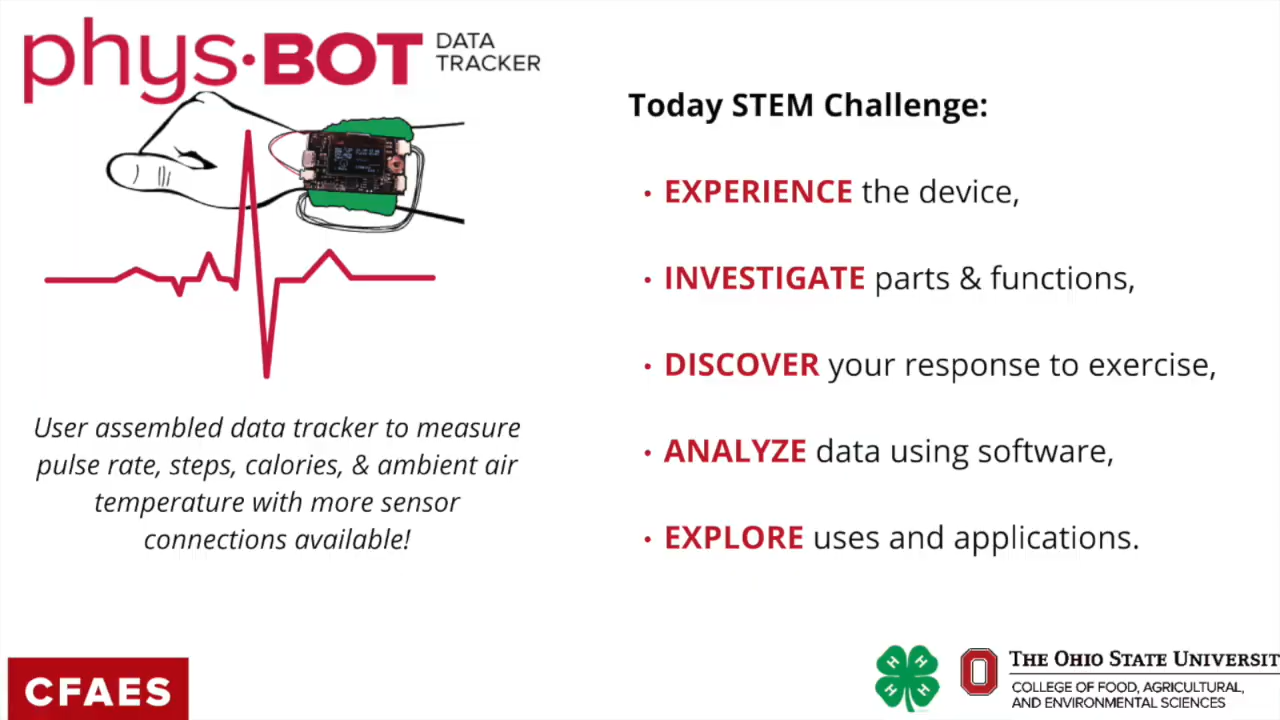 phys•BOT DATA TRACKER
User assembled data tracker to measure
pulse rate, steps, calories, & ambient air
temperature with more sensor
connections available!
Today STEM Challenge:
• EXPERIENCE the device,
• INVESTIGATE parts & functions,
• DISCOVER your response to exercise,
• ANALYZE data using software,
• EXPLORE uses and applications.
CFAES
H H H H
THE OHIO STATE UNIVERSIT
COLLEGE OF FOOD, AGRICULTURAL,
AND ENVIRONMENTAL SCIENCES